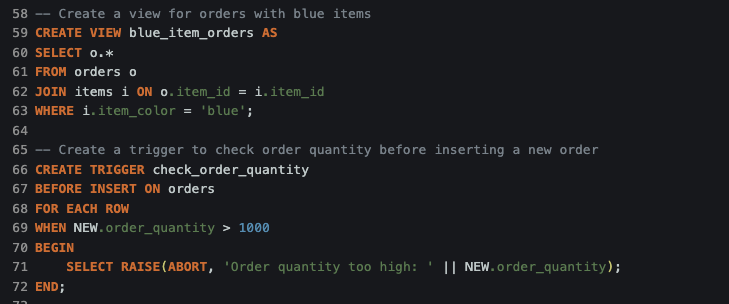 58 -- Create a view for orders with blue items
59 CREATE VIEW blue_item_orders AS
60 SELECT o.*
61 FROM orders o
62 JOIN items i ON o.item_id = i.item_id
63 WHERE i.item_color = 'blue';
64
65 -- Create a trigger to check order quantity before inserting a new order
66 CREATE TRIGGER check_order_quantity
67 BEFORE INSERT ON orders
68 FOR EACH ROW
69 WHEN NEW.order_quantity > 1000
70 BEGIN
71     SELECT RAISE(ABORT, 'Order quantity too high: ' || NEW.order_quantity);
72 END;